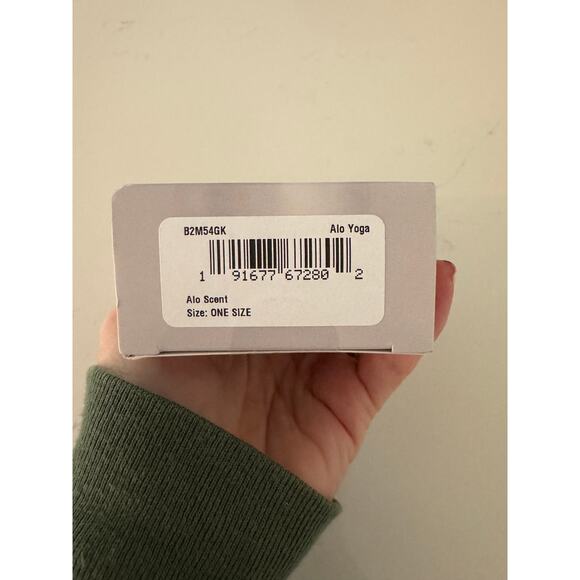 B2M54GK Alo Yoga
1 91677 67280 2
Alo Scent
Size: ONE SIZE